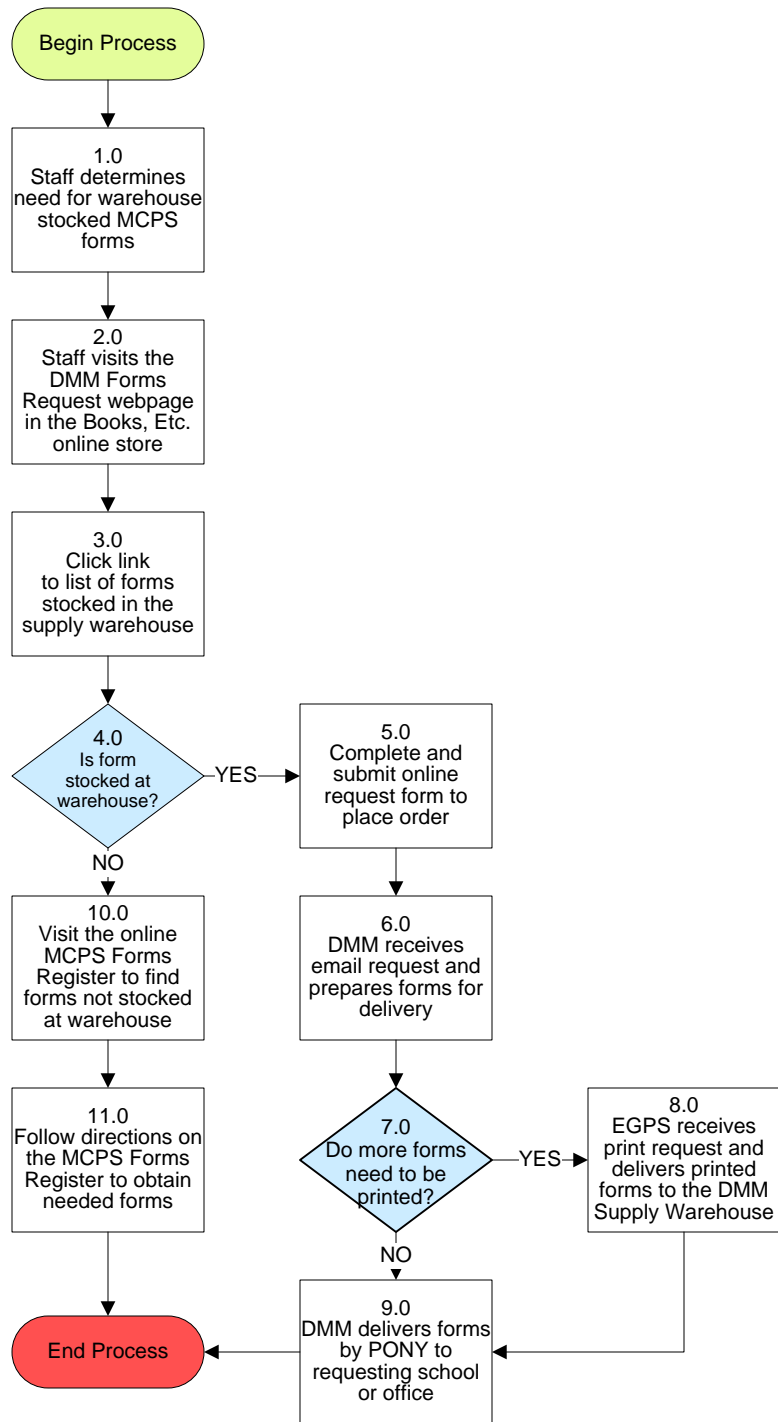 Begin Process
1.0
Staff determines
need for warehouse
stocked MCPS
forms
2.0
Staff visits the
DMM Forms
Request webpage
in the Books, Etc.
online store
3.0
Click link
to list of forms
stocked in the
supply warehouse
4.0
Is form
stocked at
warehouse?
YES
NO
5.0
Complete and
submit online
request form to
place order
6.0
DMM receives
email request and
prepares forms for
delivery
7.0
Do more forms
need to be
printed?
YES
NO
8.0
EGPS receives
print request and
delivers printed
forms to the DMM
Supply Warehouse
9.0
DMM delivers forms
by PONY to
requesting school
or office
10.0
Visit the online
MCPS Forms
Register to find
forms not stocked
at warehouse
11.0
Follow directions on
the MCPS Forms
Register to obtain
needed forms
End Process